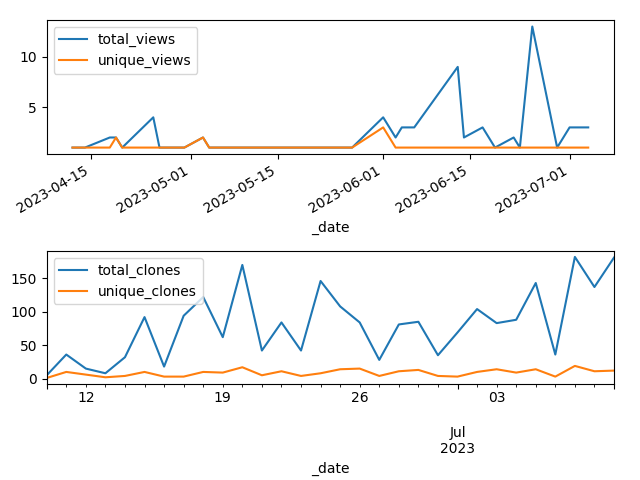 total_views
unique_views
10
5
2023-04-15
2023-05-01
2023-05-15
2023-06-01
2023-06-15
2023-07-01
_date
total_clones
unique_clones
150
100
50
0
12 19 26 03
Jul
2023
_date